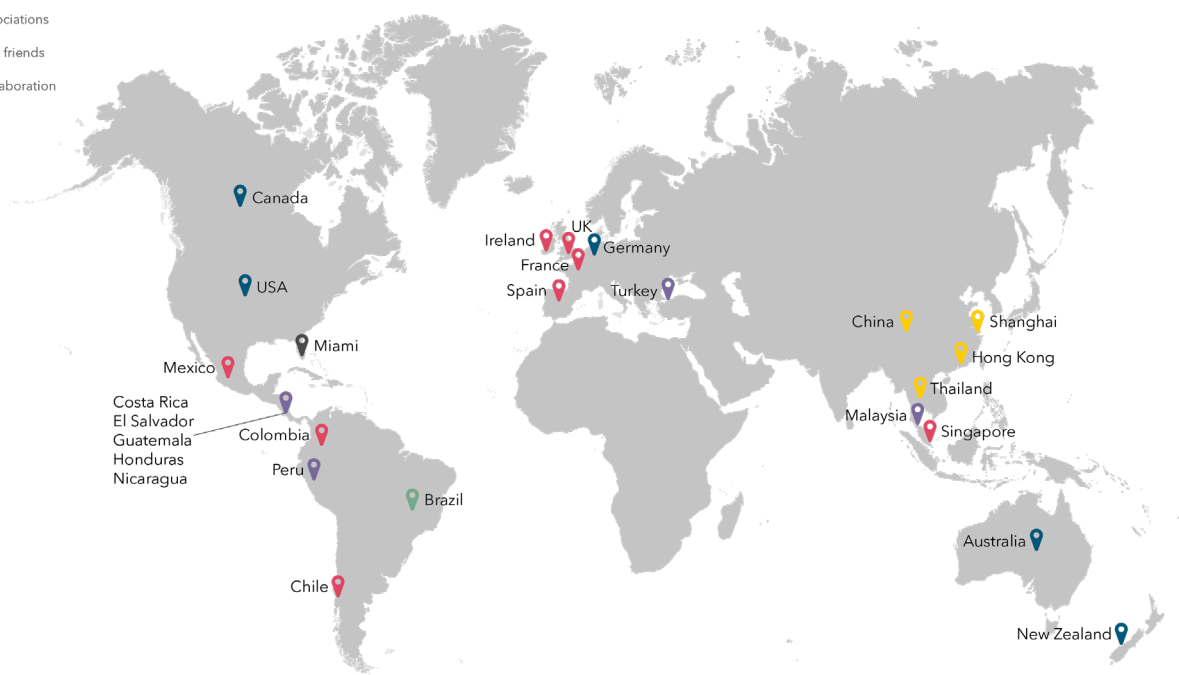 friends
Canada
UK
Ireland
Germany
France
Spain
Turkey
USA
China
Shanghai
Miami
Hong Kong
Mexico
Thailand
Costa Rica
El Salvador
Guatemala
Honduras
Nicaragua
Malaysia
Colombia
Singapore
Peru
Brazil
Australia
Chile
New Zealand